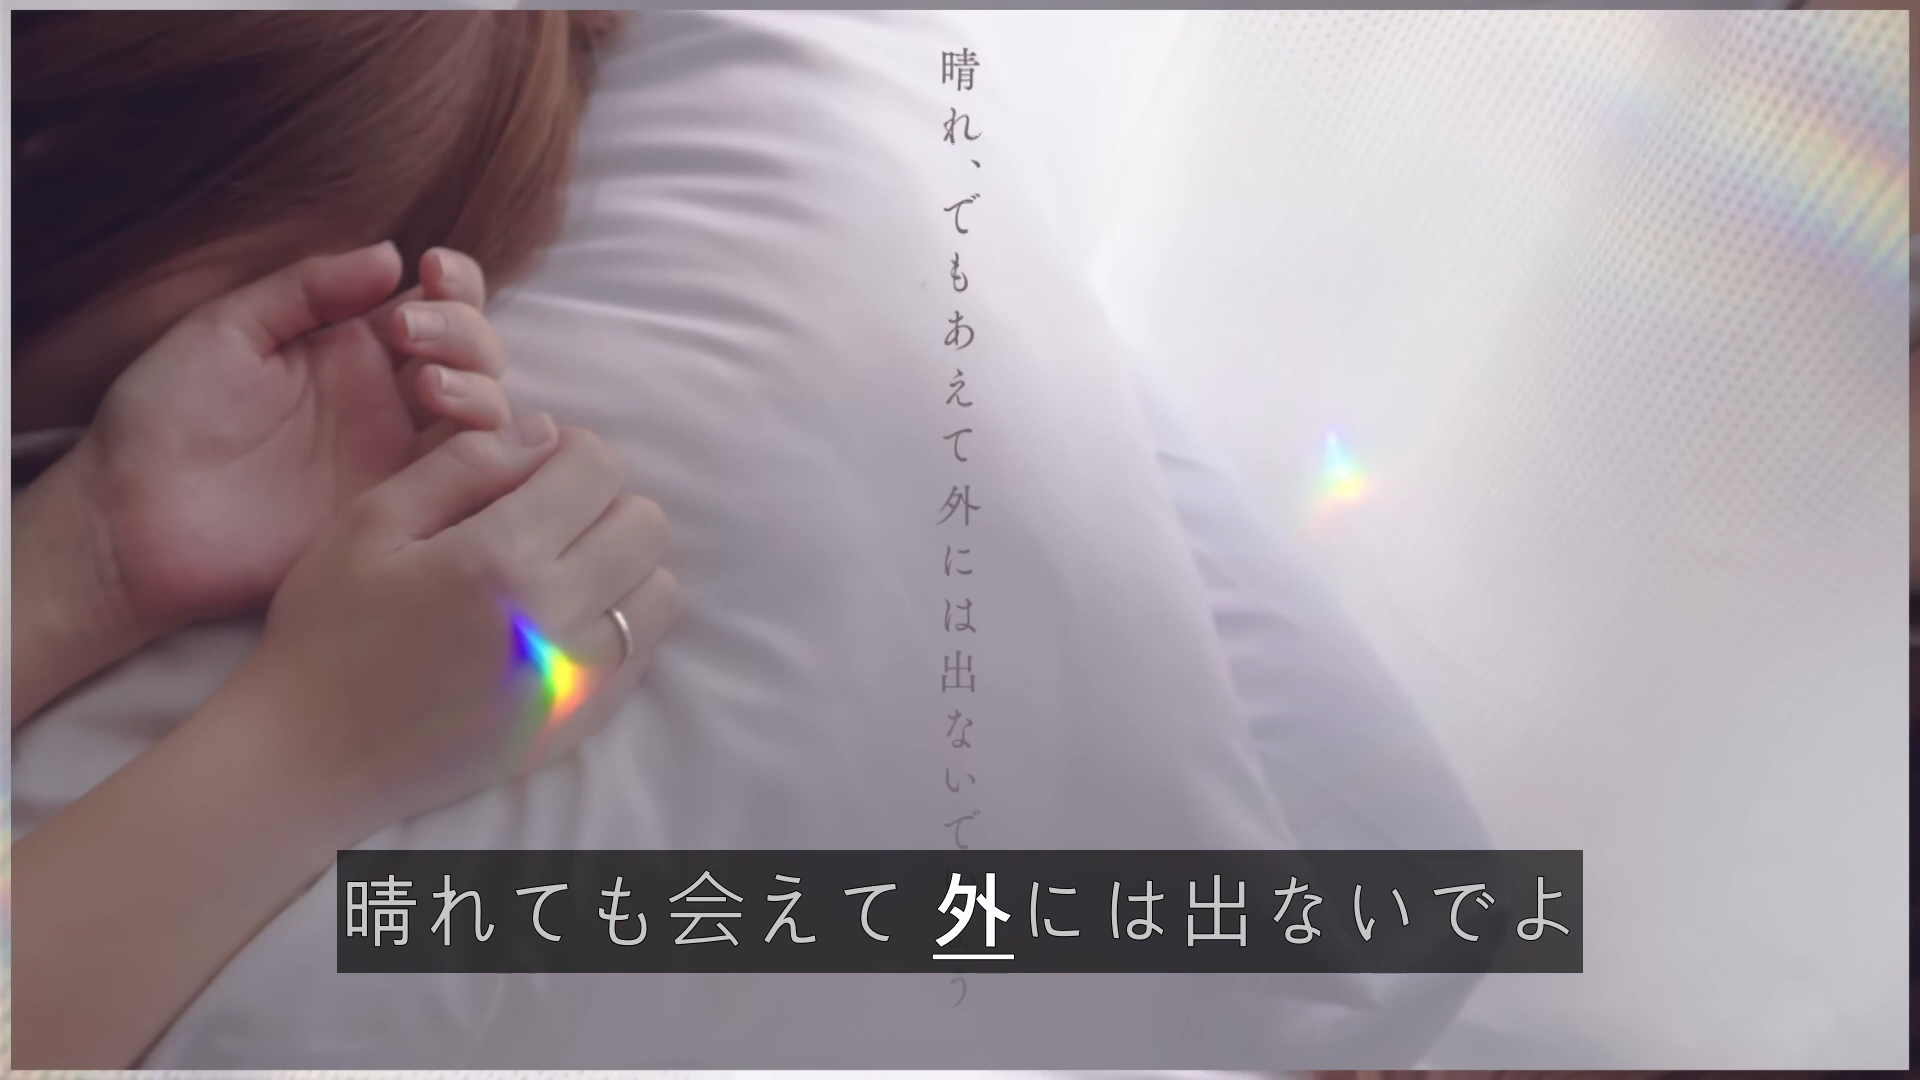 晴れ、でもあえて外には出ないで
う
晴れても会えて 外には出ないでよ